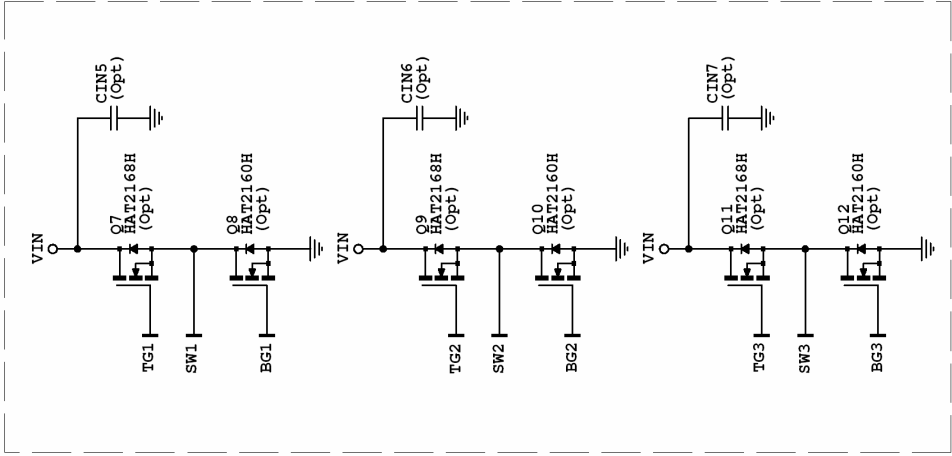 CIN5
(Opt)
CIN6
(Opt)
CIN7
(Opt)
VIN
Q7
HAT2168H
(Opt)
Q8
HAT2160H
(Opt)
VIN
Q9
HAT2168H
(Opt)
Q10
HAT2160H
(Opt)
VIN
Q11
HAT2168H
(Opt)
Q12
HAT2160H
(Opt)
TG1
SW1
BG1
TG2
SW2
BG2
TG3
SW3
BG3